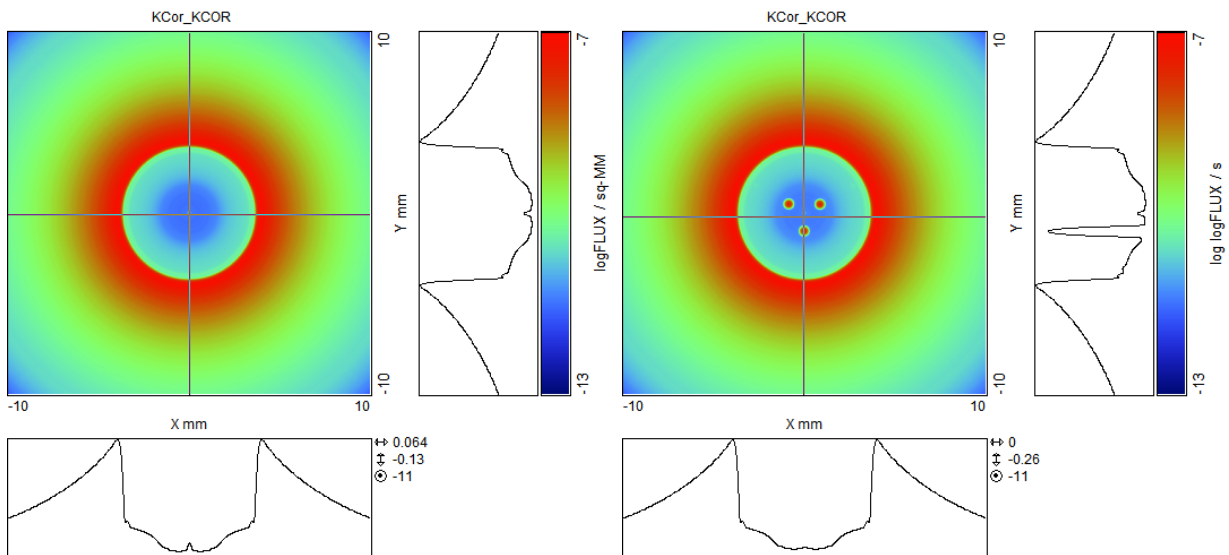 KCor_KCOR
10
Y mm
-10
-10
10
X mm
-7
logFLUX / sq-MM
-13
0.064
-0.13
-11
KCor_KCOR
10
Y mm
-10
-10
10
X mm
-7
log logFLUX / s
-13
0
-0.26
-11